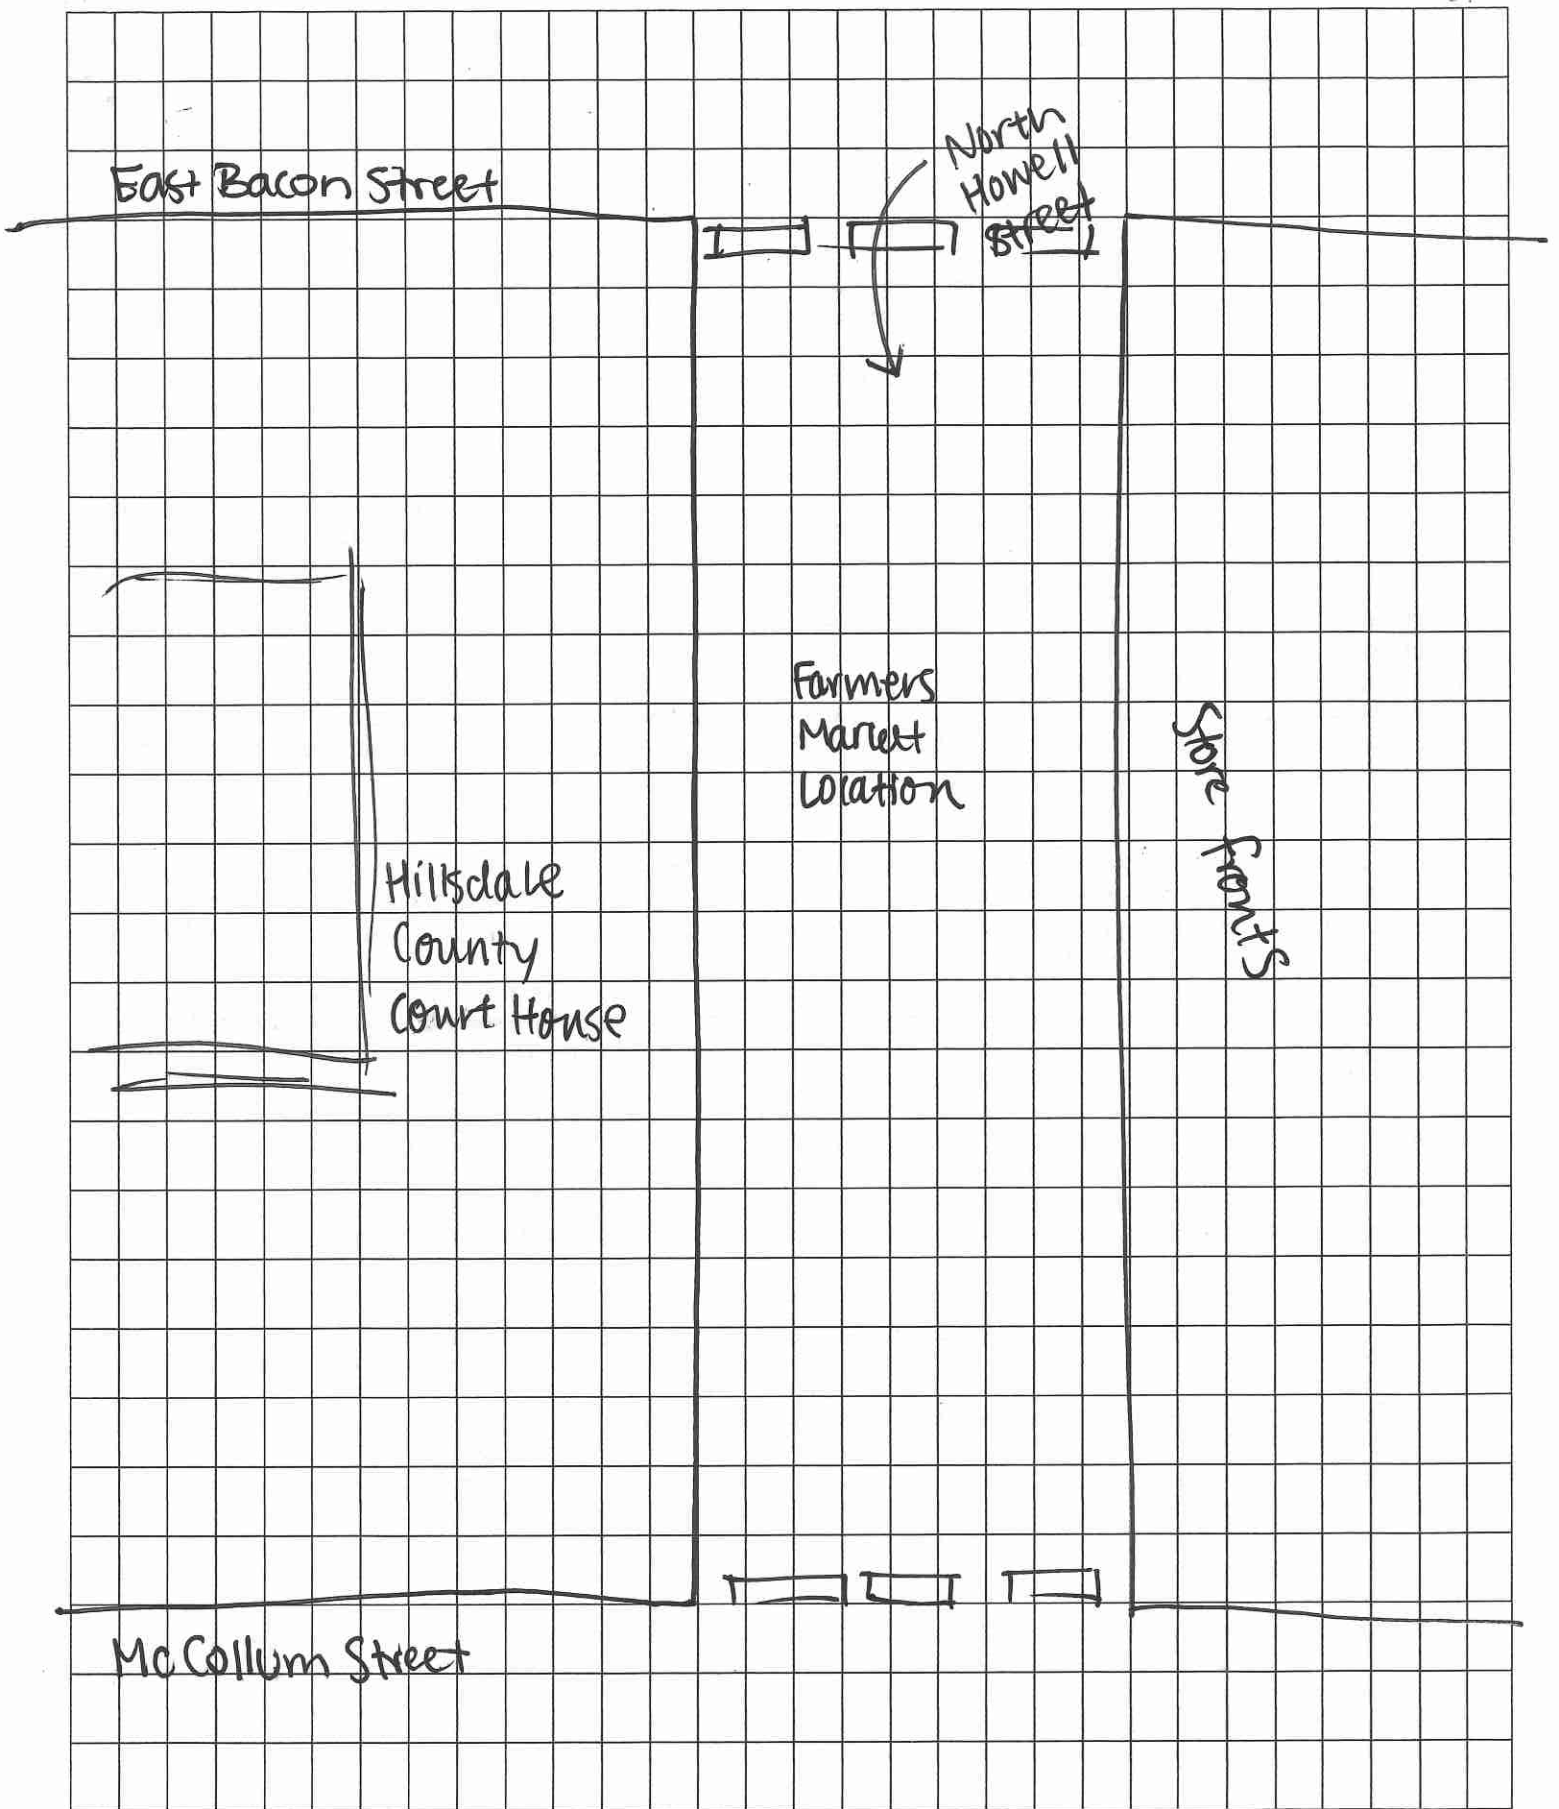 East Bacon Street
North
Howell
Street
Farmers
Market
Location
Store fronts
Hillsdale
County
Court House
McCollum Street